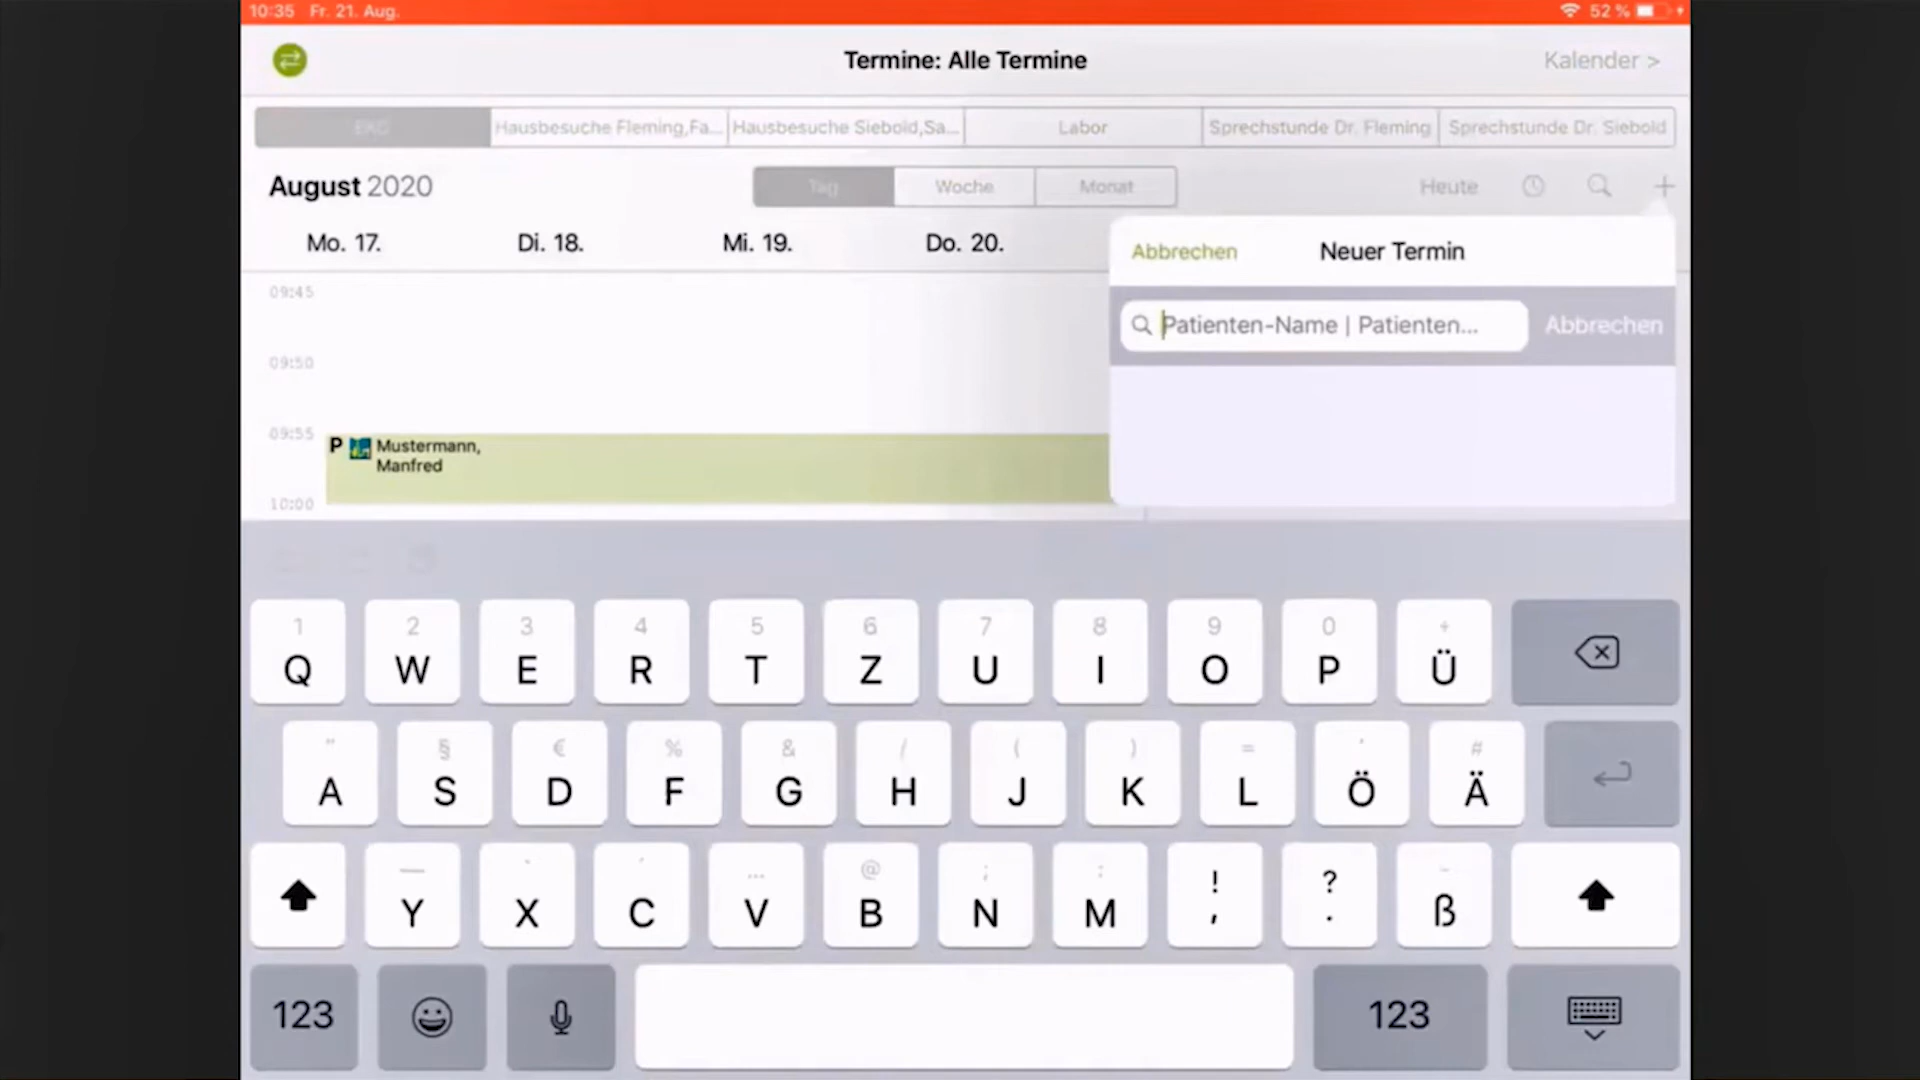 10:35 Fr. 21. Aug.
52 %
Termine: Alle Termine
Kalender >
EKG
Hausbesuche Fleming,Fa...
Hausbesuche Siebold,Sa...
Labor
Sprechstunde Dr. Fleming
Sprechstunde Dr. Siebold
August 2020
Tag
Woche
Monat
Heute
Mo. 17.
Di. 18.
Mi. 19.
Do. 20.
Abbrechen
Neuer Termin
Patienten-Name | Patienten...
Abbrechen
09:45
09:50
09:55
P Mustermann,
Manfred
10:00
1 2 3 4 5 6 7 8 9 0 +
Q W E R T Z U I O P Ü
" § € % & / ( ) = ' #
A S D F G H J K L Ö Ä
— ` ´ ... @ ; : ! ? -
Y X C V B N M , . ß
123
123